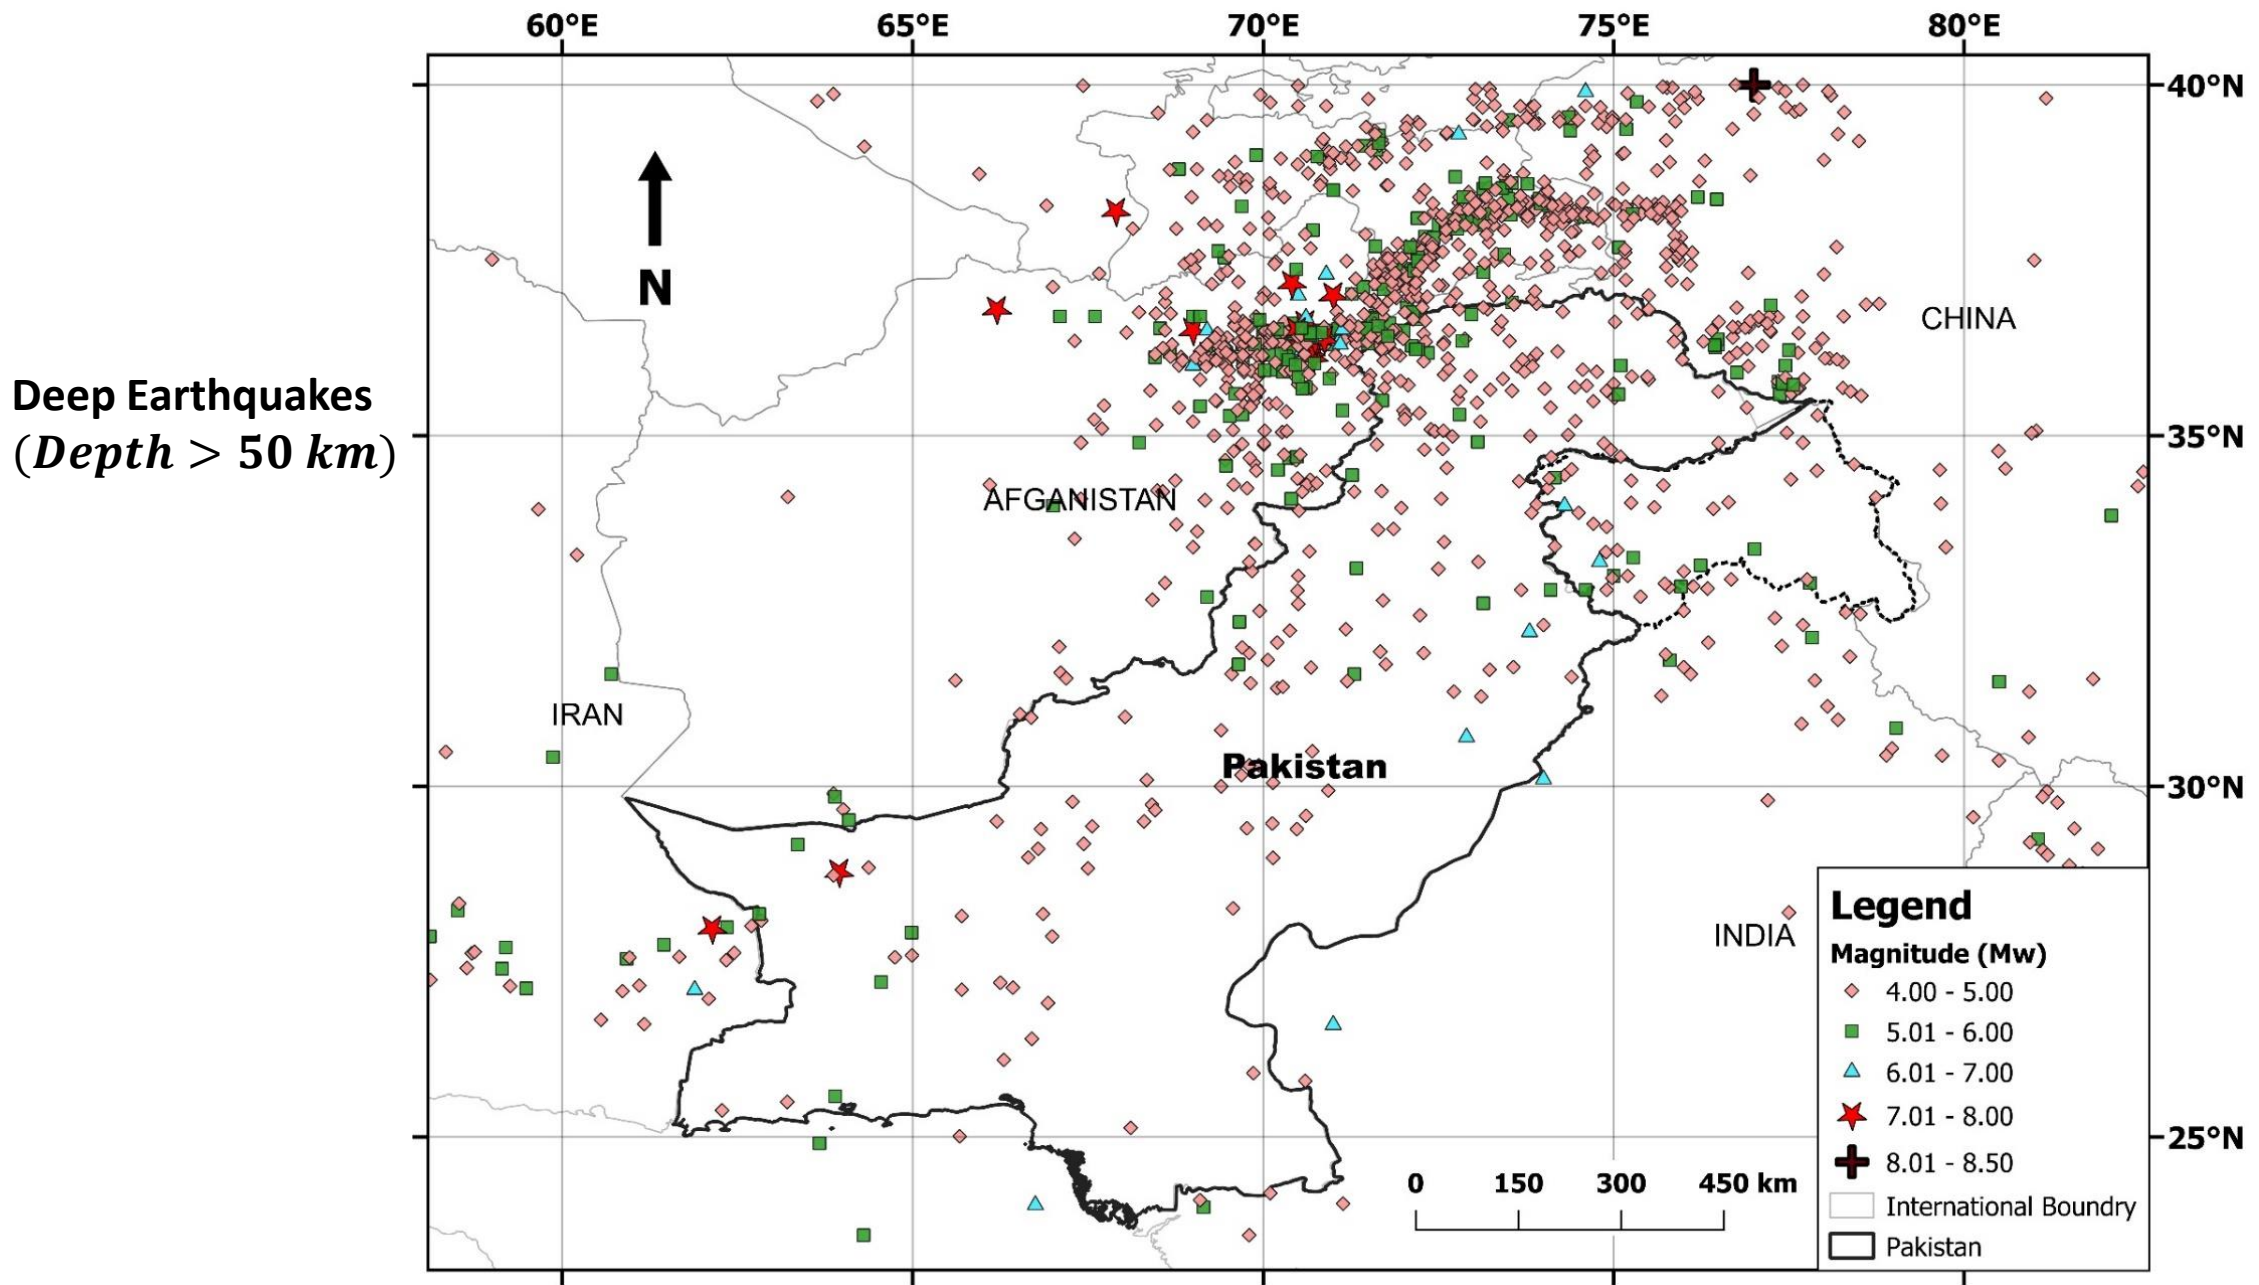 60°E 65°E 70°E 75°E 80°E
40°N
N
CHINA
Deep Earthquakes
(Depth > 50 km)
35°N
AFGANISTAN
IRAN
Pakistan
30°N
INDIA
25°N
0 150 300 450 km
Legend
Magnitude (Mw)
4.00 - 5.00
5.01 - 6.00
6.01 - 7.00
7.01 - 8.00
8.01 - 8.50
International Boundry
Pakistan